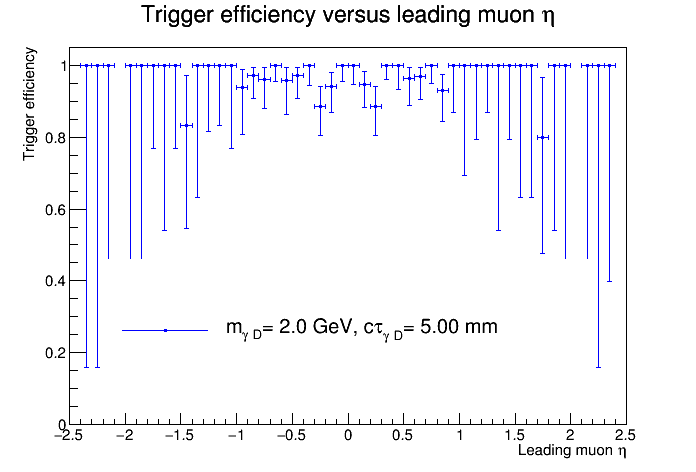 Trigger efficiency versus leading muon η
Trigger efficiency
1
0.8
0.6
0.4
0.2
0
m_γ D= 2.0 GeV, cτ_γ D= 5.00 mm
−2.5 −2 −1.5 −1 −0.5 0 0.5 1 1.5 2 2.5
Leading muon η